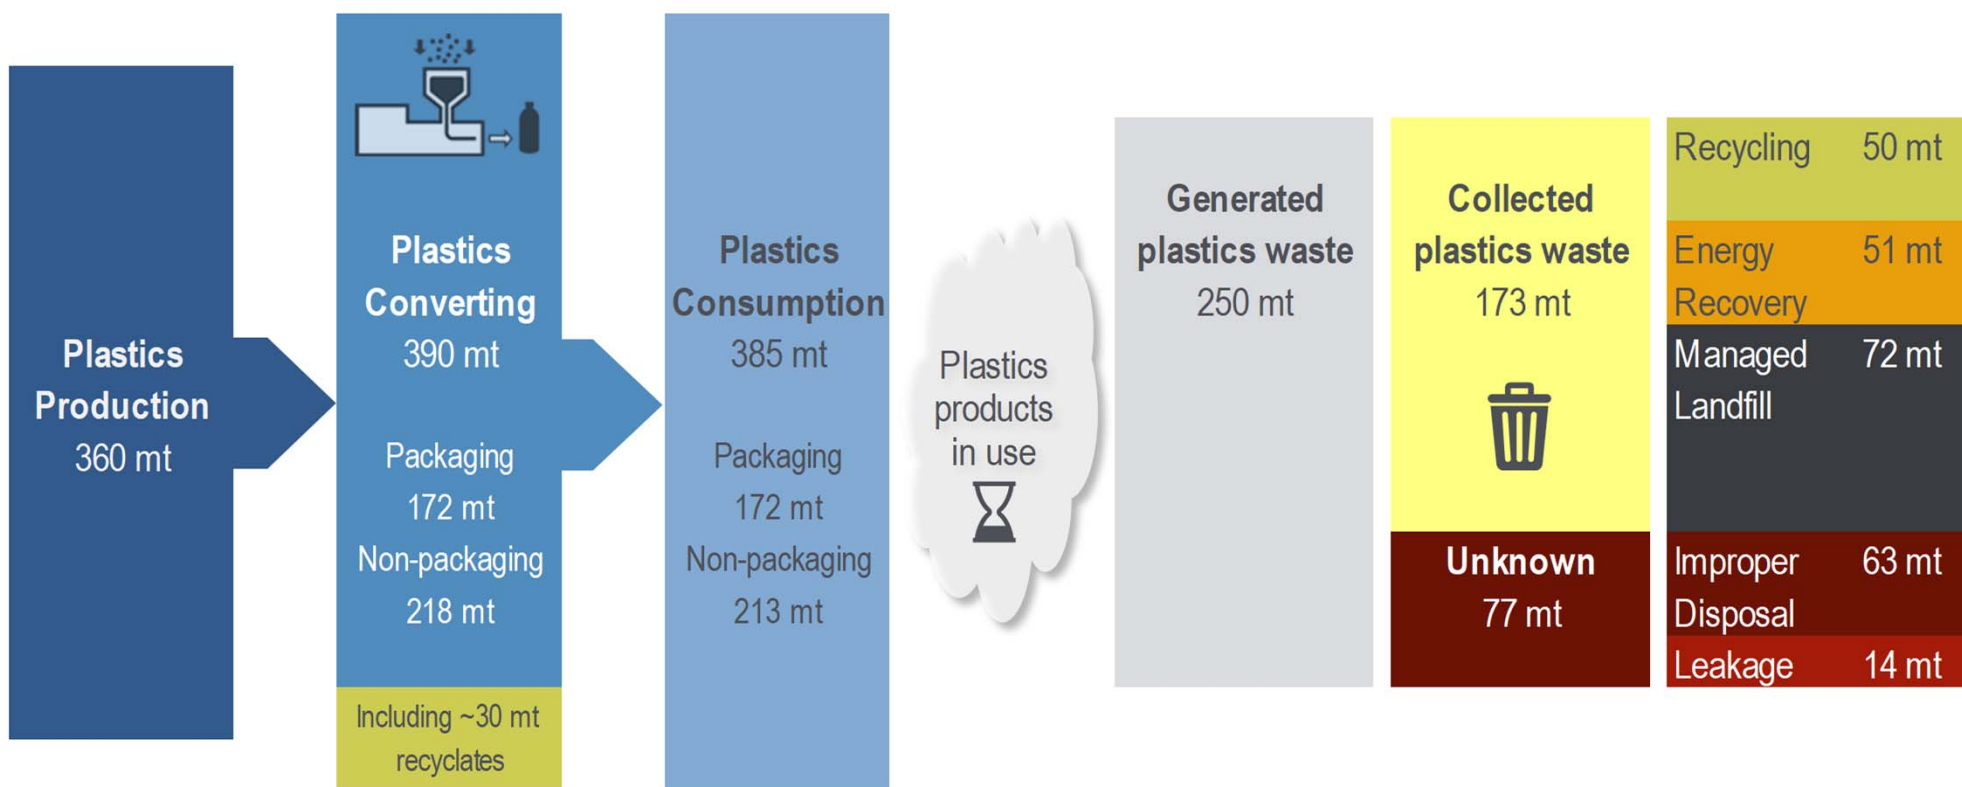 Plastics
Production
360 mt
Plastics
Converting
390 mt
Packaging
172 mt
Non-packaging
218 mt
Including ~30 mt
recyclates
Plastics
Consumption
385 mt
Packaging
172 mt
Non-packaging
213 mt
Plastics
products
in use
Generated
plastics waste
250 mt
Collected
plastics waste
173 mt
Unknown
77 mt
Recycling 50 mt
Energy 51 mt
Recovery
Managed 72 mt
Landfill
Improper 63 mt
Disposal
Leakage 14 mt